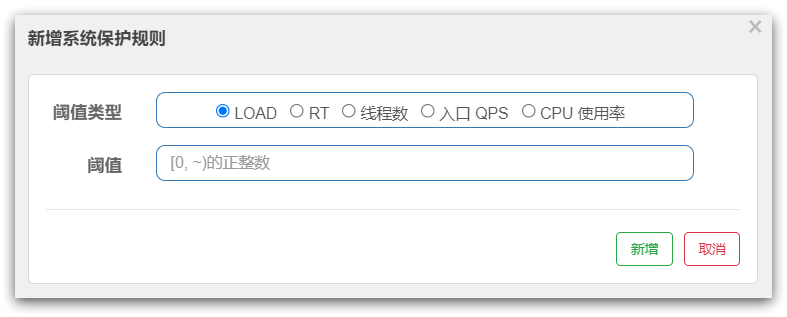 新增系统保护规则
×
阈值类型
LOAD RT 线程数 入口 QPS CPU 使用率
阈值
[0, ~)的正整数
新增 取消